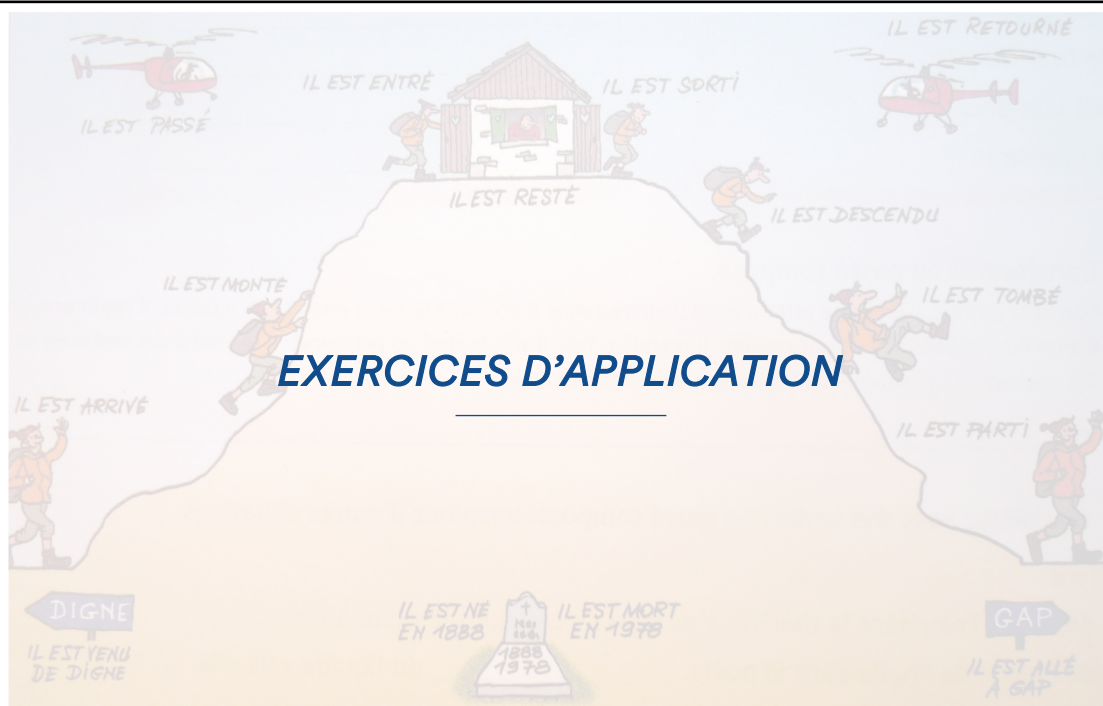 IL EST RETOURNÉ
IL EST ENTRÉ
IL EST SORTI
IL EST PASSÉ
IL EST RESTÉ
IL EST DESCENDU
IL EST MONTÉ
IL EST TOMBÉ
EXERCICES D'APPLICATION
IL EST ARRIVÉ
IL EST PARTI
DIGNE
IL EST VENU
DE DIGNE
IL EST NÉ
EN 1888
1888
1978
IL EST MORT
EN 1978
GAP
IL EST ALLÉ
À GAP